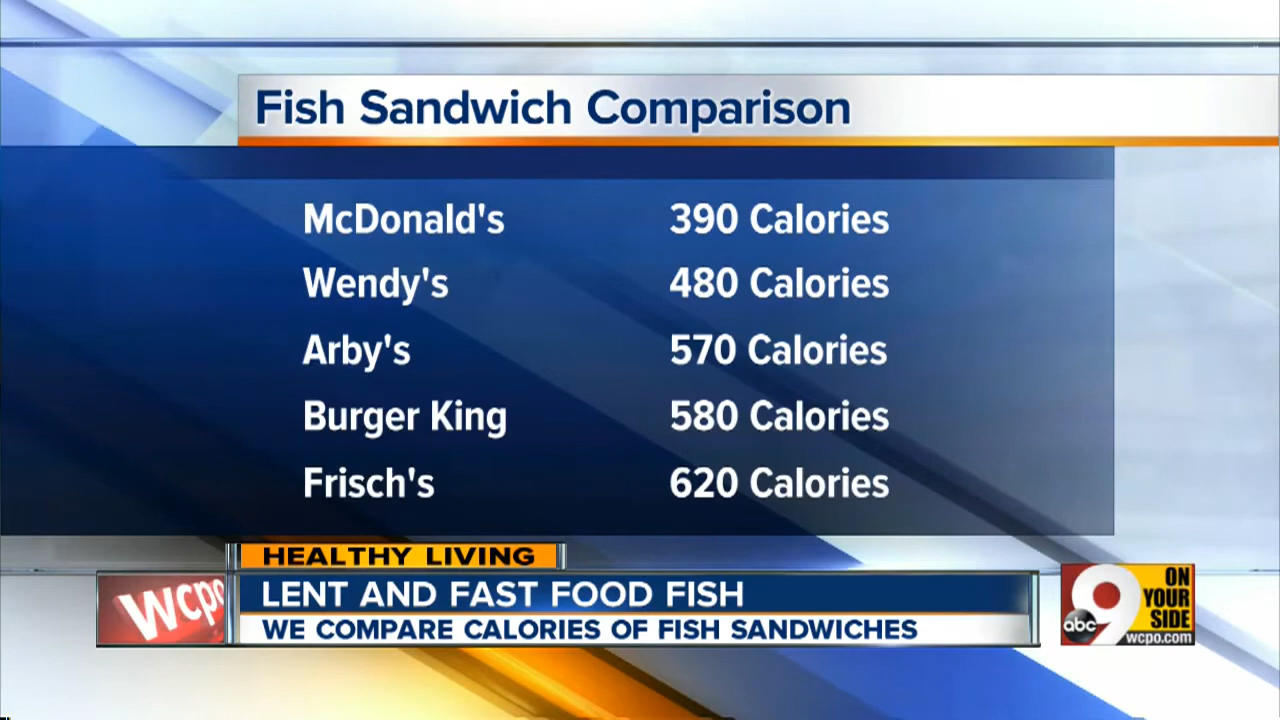 Fish Sandwich Comparison
McDonald's 390 Calories
Wendy's 480 Calories
Arby's 570 Calories
Burger King 580 Calories
Frisch's 620 Calories
HEALTHY LIVING
LENT AND FAST FOOD FISH
WE COMPARE CALORIES OF FISH SANDWICHES
wcpo
abc 9 ON YOUR SIDE
wcpo.com